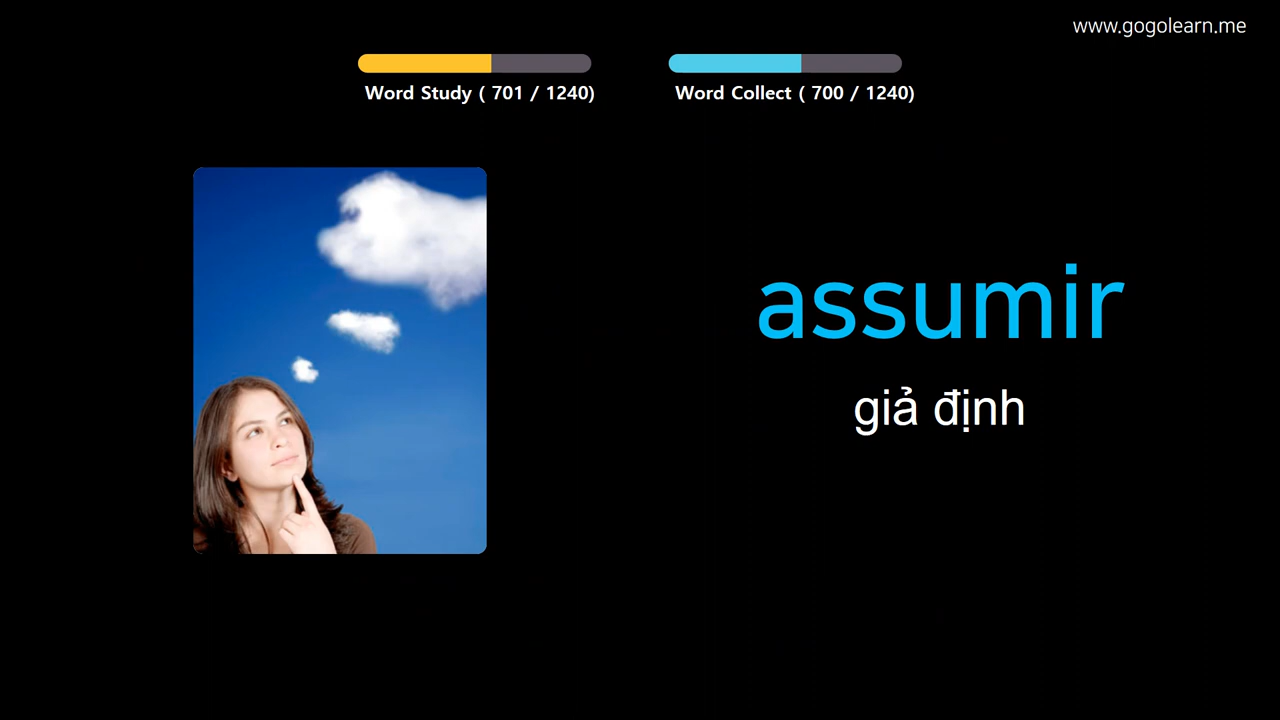 www.gogolearn.me
Word Study ( 701 / 1240)
Word Collect ( 700 / 1240)
assumir
giả định